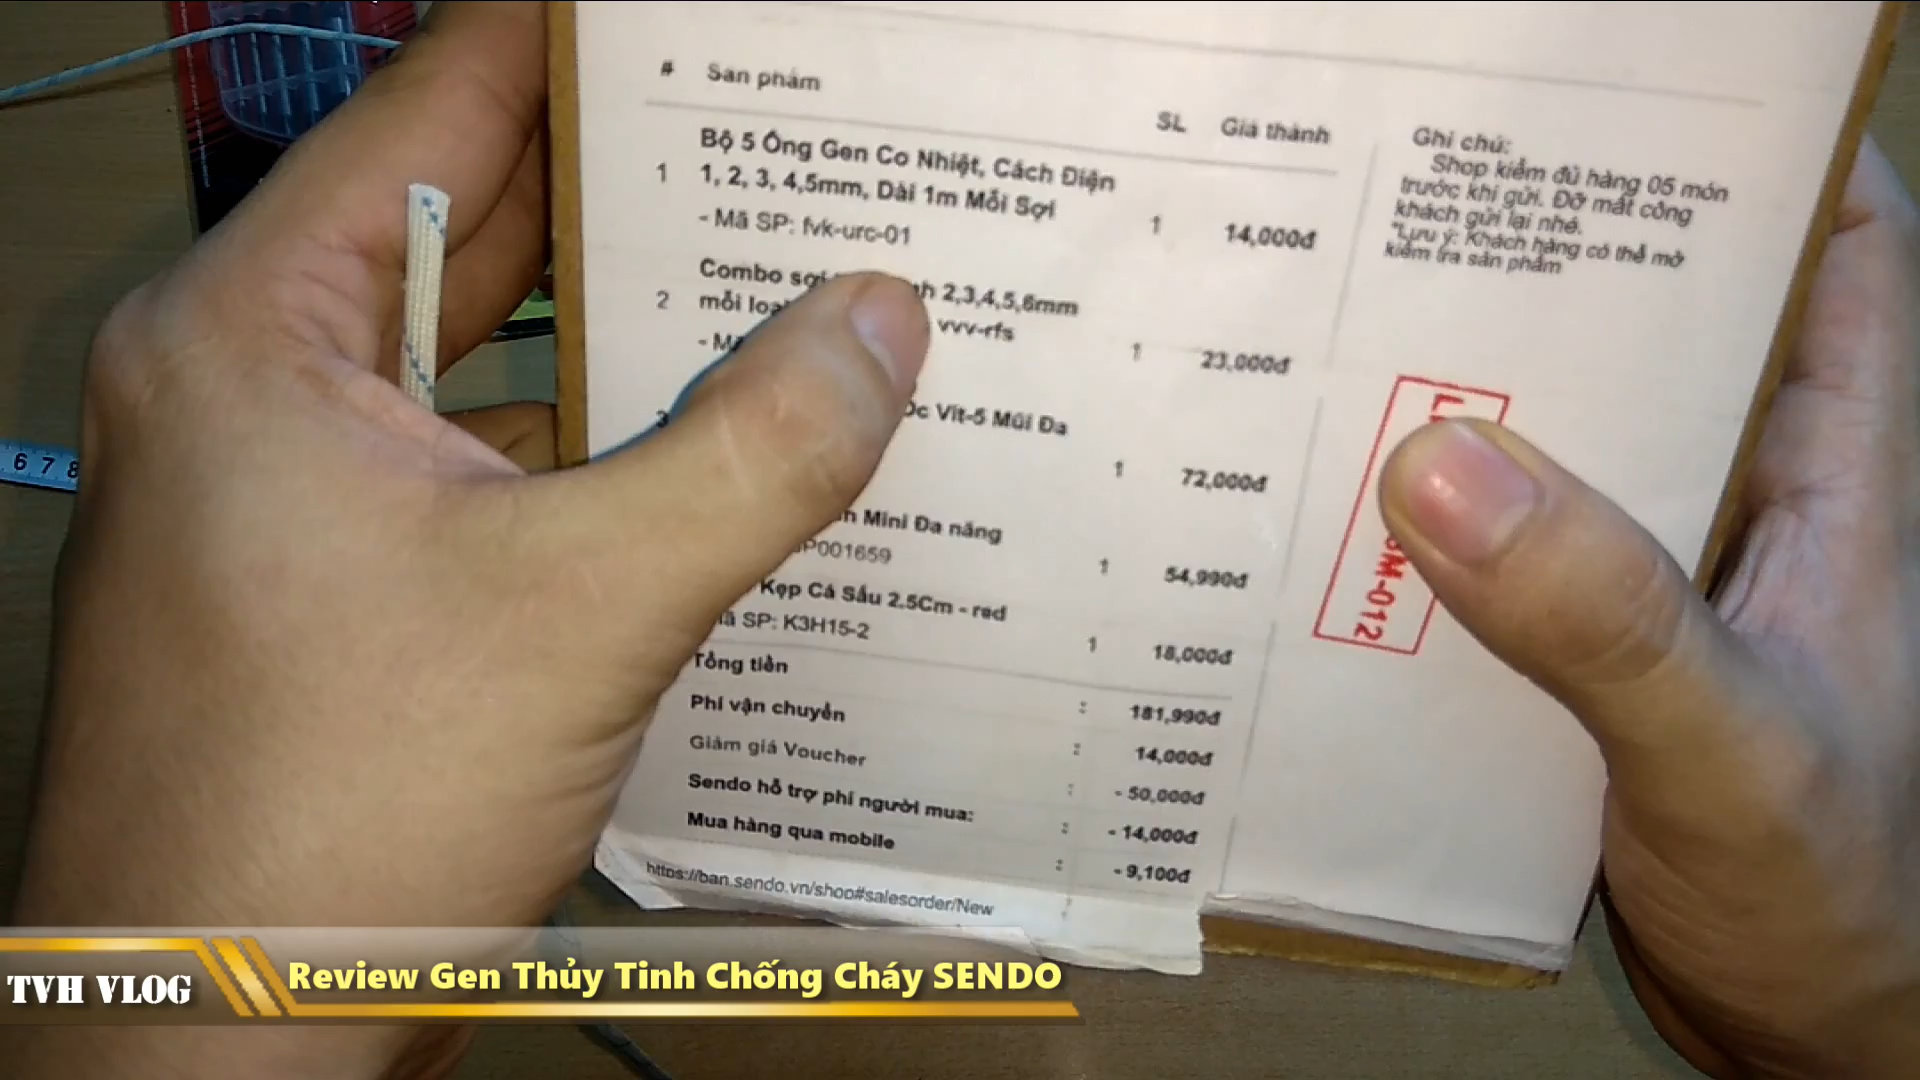 # Sản phẩm SL Giá thành
Bộ 5 Ống Gen Co Nhiệt, Cách Điện
1 1, 2, 3, 4,5mm, Dài 1m Mỗi Sợi
- Mã SP: fvk-urc-01 1 14,000đ
Combo sợi 2,3,4,5,6mm
2 mỗi vvv-rfs
1 23,000đ
3 Vít-5 Mũi Đa
1 72,000đ
Mini Đa năng
P001659 1 54,990đ
Kẹp Cá Sấu 2.5Cm - red
SP: K3H15-2 1 18,000đ
Tổng tiền : 181,990đ
Phí vận chuyển : 14,000đ
Giảm giá Voucher : - 50,000đ
Sendo hỗ trợ phí người mua: : - 14,000đ
Mua hàng qua mobile : - 9,100đ
https://ban.sendo.vn/shop#salesorder/New
Ghi chú:
Shop kiểm đủ hàng 05 món
trước khi gửi. Đỡ mất công
khách gửi lại nhé.
*Lưu ý: Khách hàng có thể mở
kiểm tra sản phẩm
M-012
6 7 8
TVH VLOG
Review Gen Thủy Tinh Chống Cháy SENDO